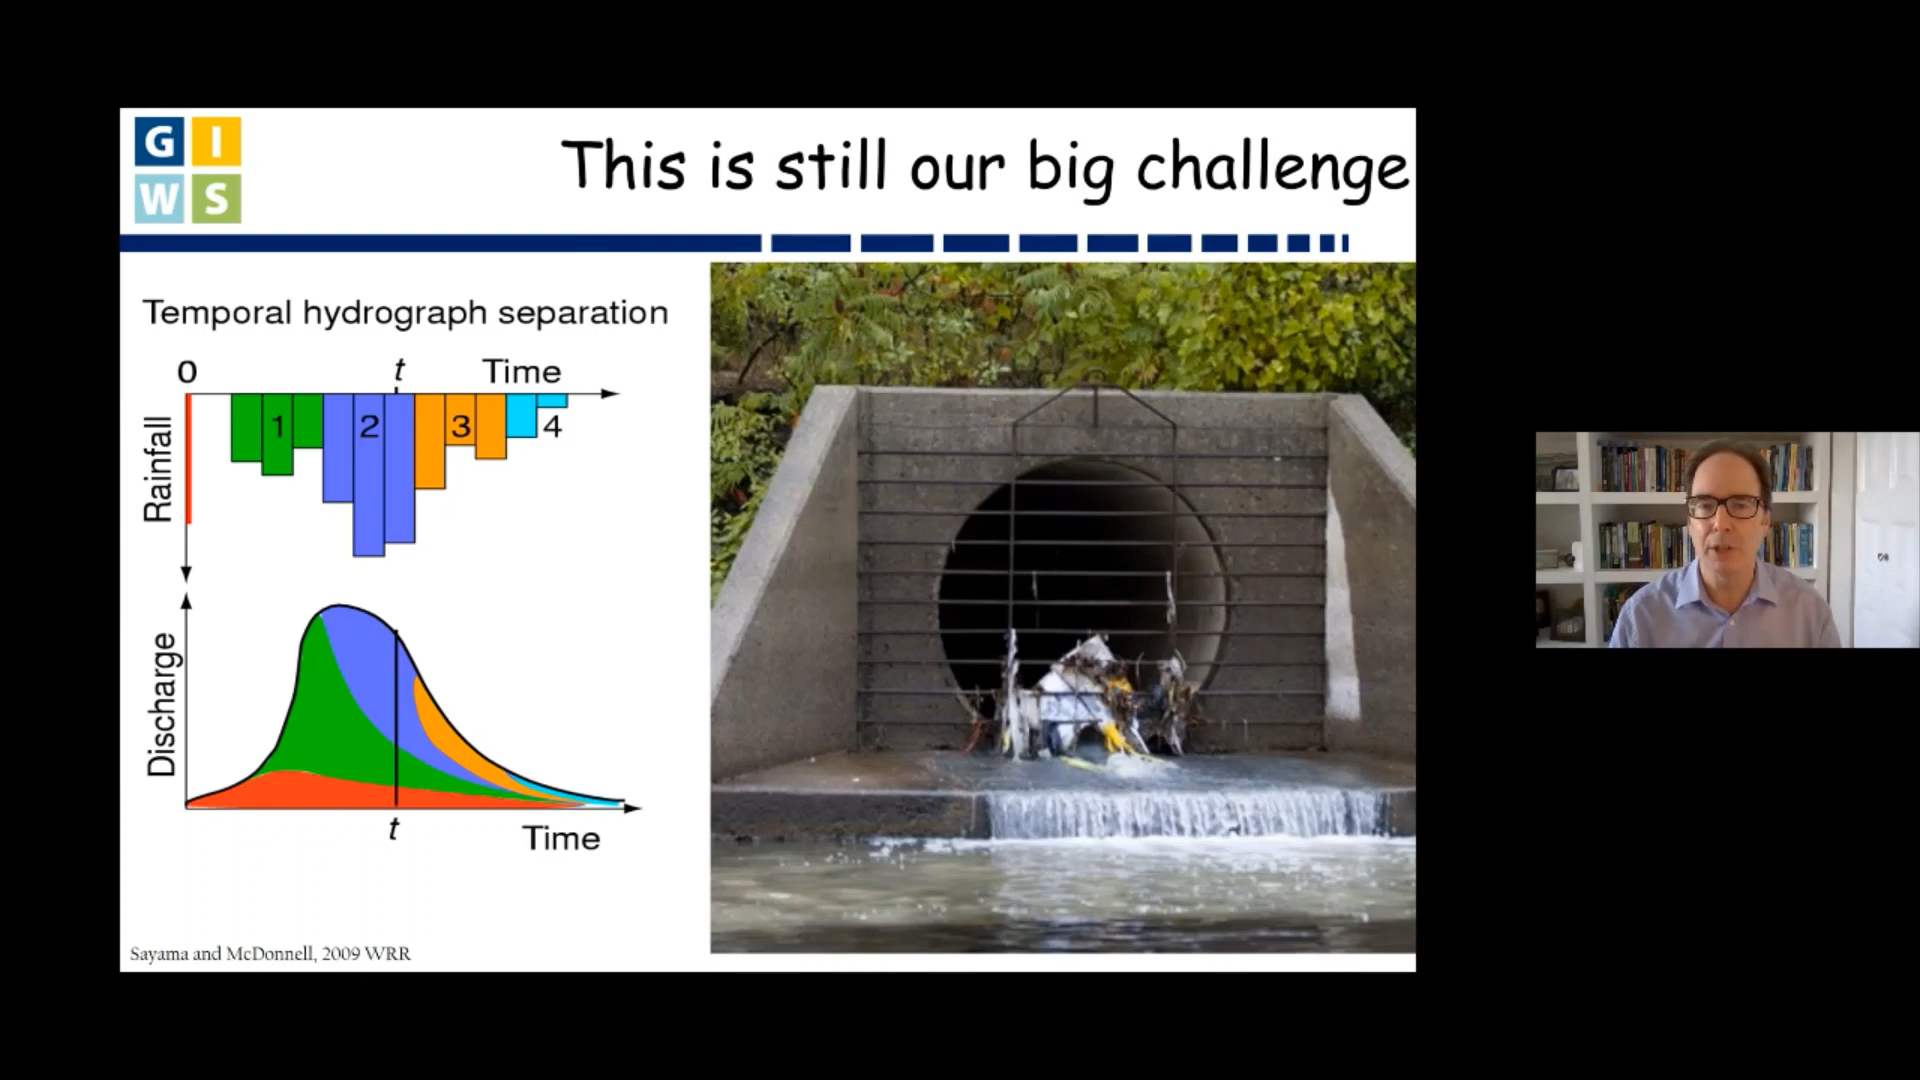 G I
W S
This is still our big challenge
Temporal hydrograph separation
0 t Time
Rainfall
1 2 3 4
Discharge
t
Time
Sayama and McDonnell, 2009 WRR